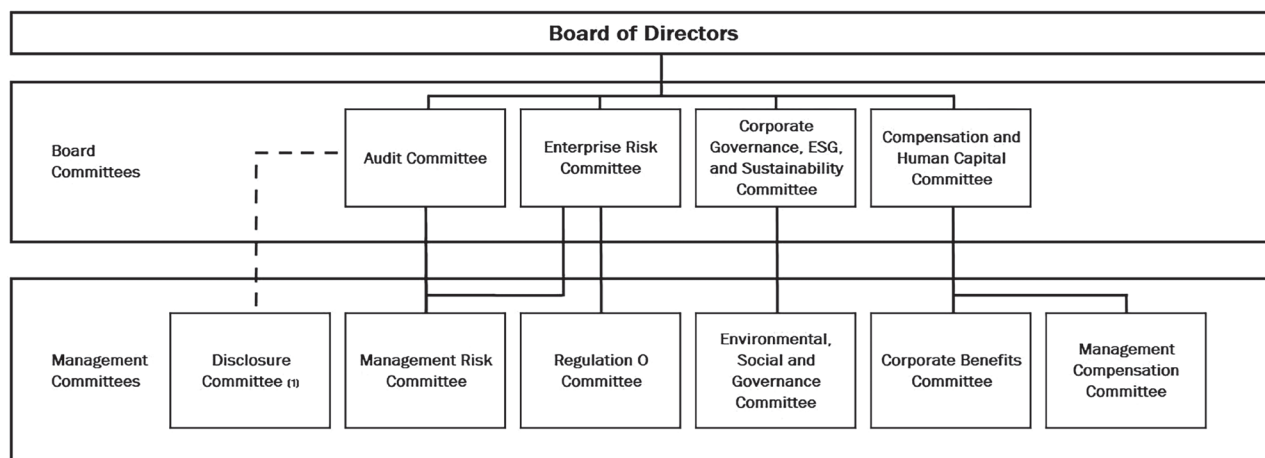 Board of Directors
Board
Committees
Audit Committee
Enterprise Risk
Committee
Corporate
Governance, ESG,
and Sustainability
Committee
Compensation and
Human Capital
Committee
Management
Committees
Disclosure
Committee (1)
Management Risk
Committee
Regulation O
Committee
Environmental,
Social and
Governance
Committee
Corporate Benefits
Committee
Management
Compensation
Committee